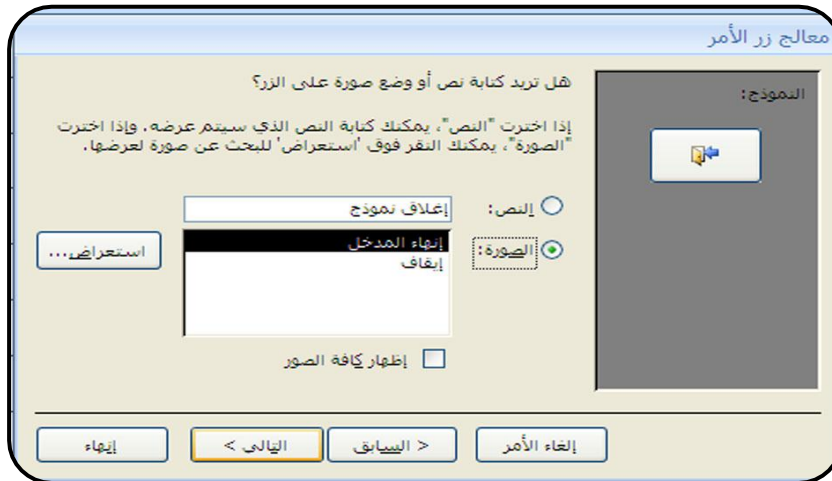 معالج زر الأمر
النموذج:
هل تريد كتابة نص أو وضع صورة على الزر؟
إذا اخترت "النص"، يمكنك كتابة النص الذي سيتم عرضه. وإذا اخترت
"الصورة"، يمكنك النقر فوق 'استعراض' للبحث عن صورة لعرضها.
النص:
إغلاق نموذج
الصورة:
إنهاء المدخل
إيقاف
استعراض...
إظهار كافة الصور
إلغاء الأمر
< السابق
التالي >
إنهاء